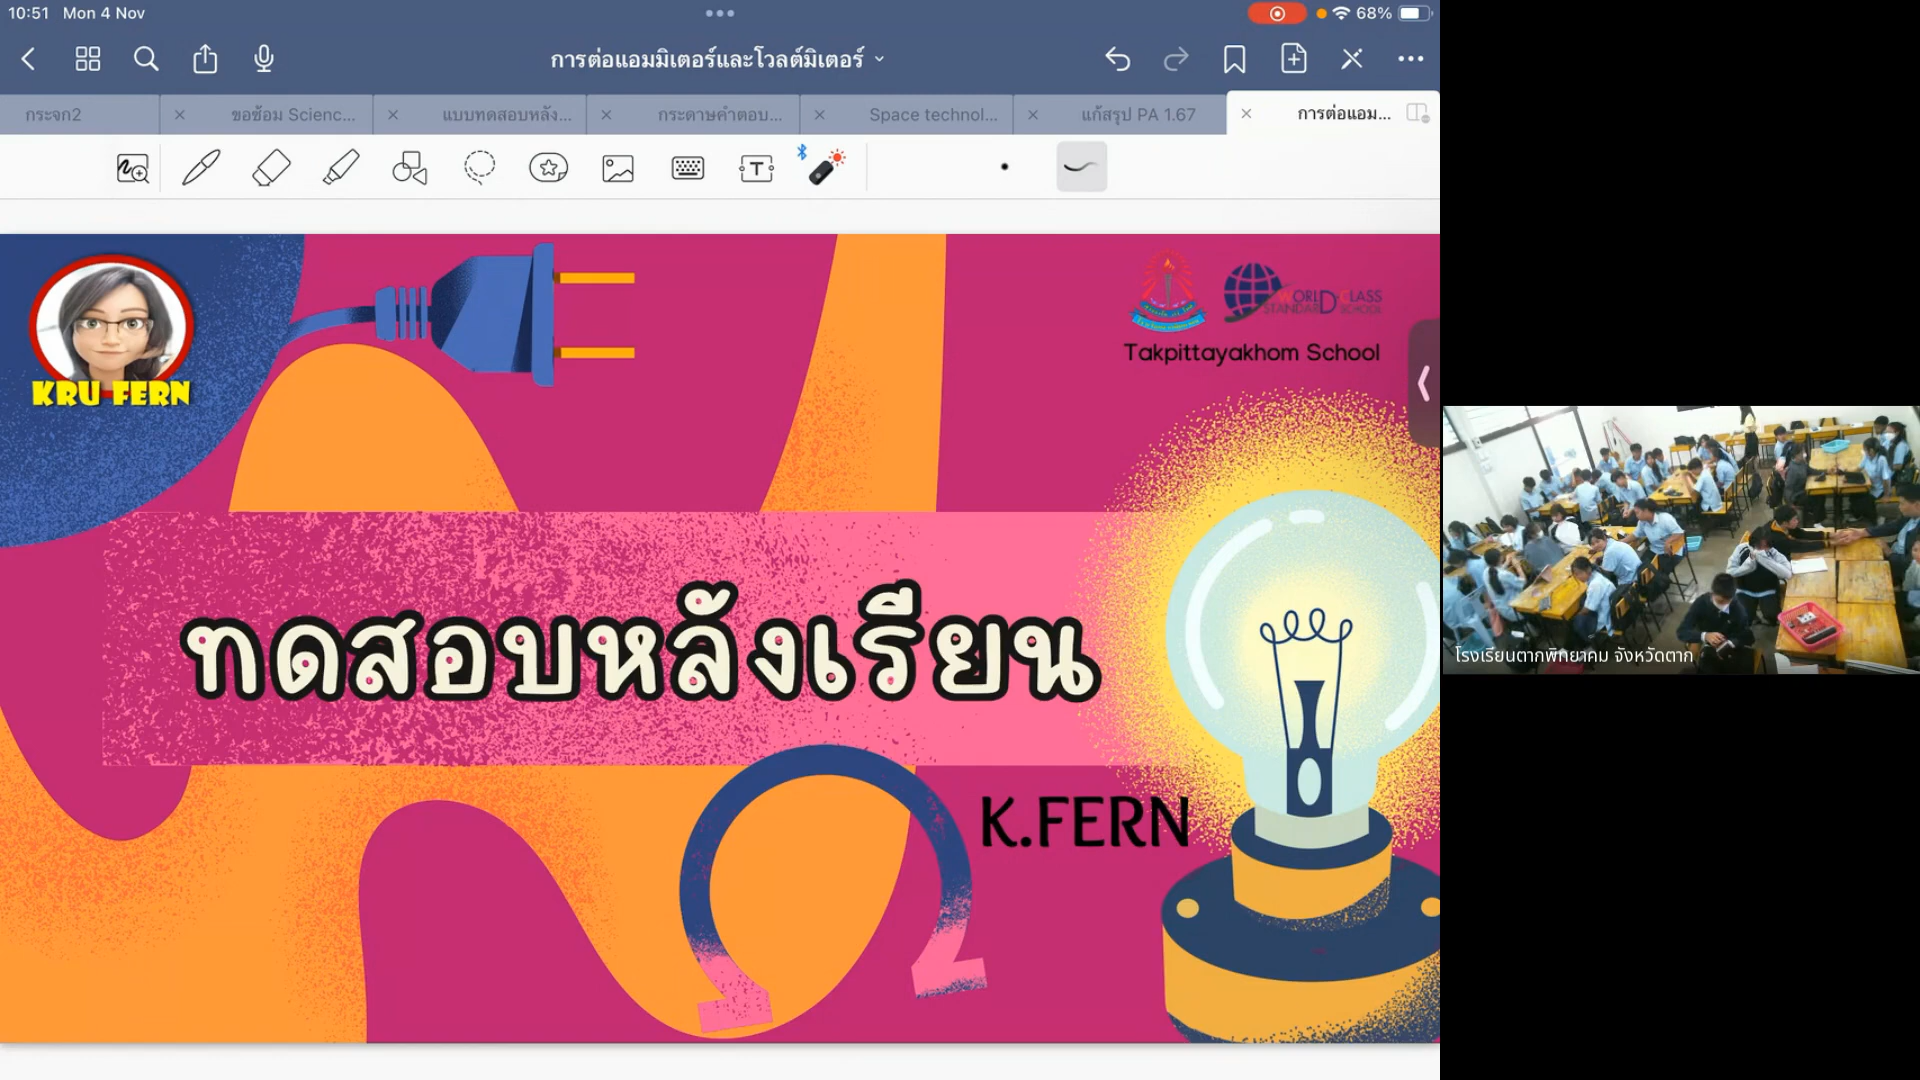 10:51 Mon 4 Nov
68%
การต่อแอมมิเตอร์และโวลต์มิเตอร์
กระจก2
ขอซ้อม Scienc...
แบบทดสอบหลัง...
กระดาษคำตอบ...
Space technol...
แก้สรุป PA 1.67
การต่อแอม...
KRU FERN
WORLD-CLASS
STANDARD SCHOOL
Takpittayakhom School
ทดสอบหลังเรียน
K.FERN
โรงเรียนตากพิทยาคม จังหวัดตาก